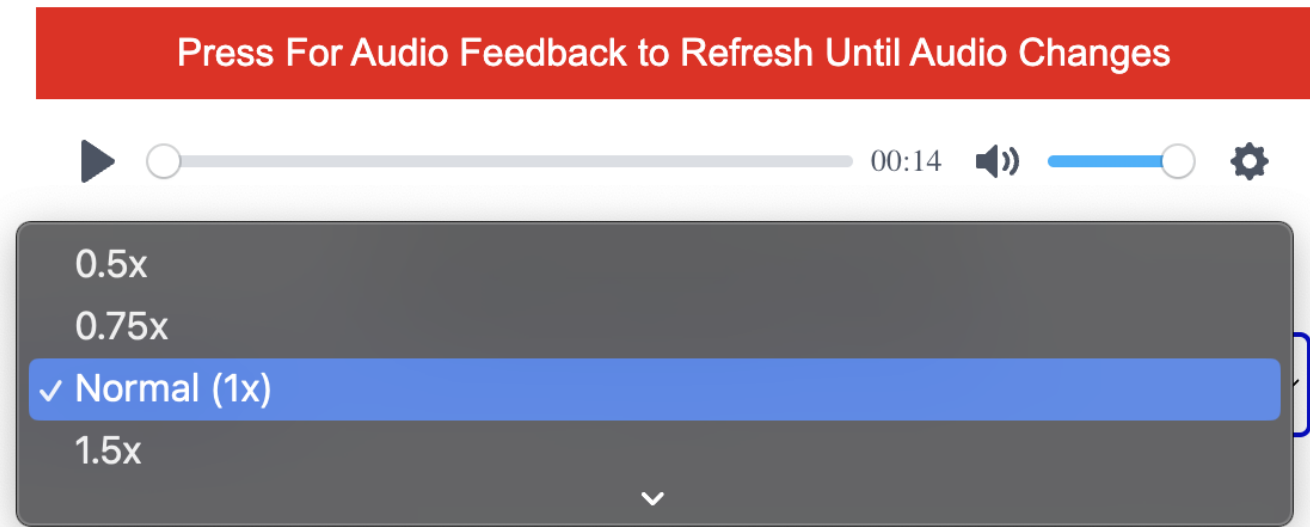 Press For Audio Feedback to Refresh Until Audio Changes
00:14
0.5x
0.75x
✓ Normal (1x)
1.5x